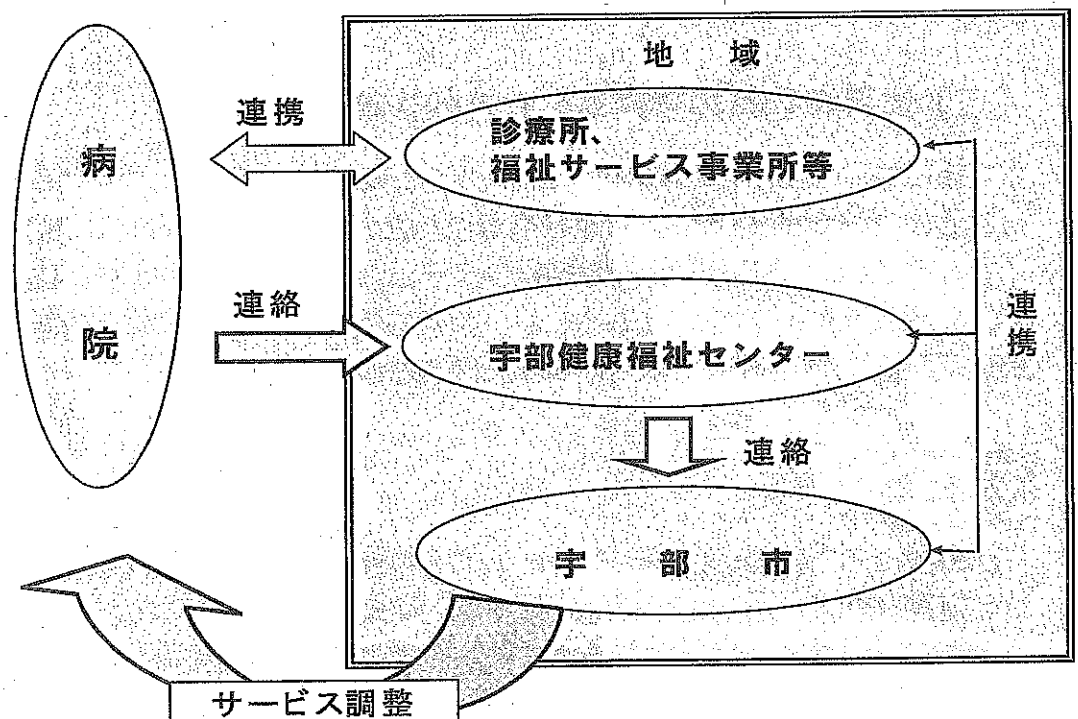 地　域
連携
診療所、
福祉サービス事業所等
病
院
連絡
宇部健康福祉センター
連携
連絡
宇　部　市
サービス調整